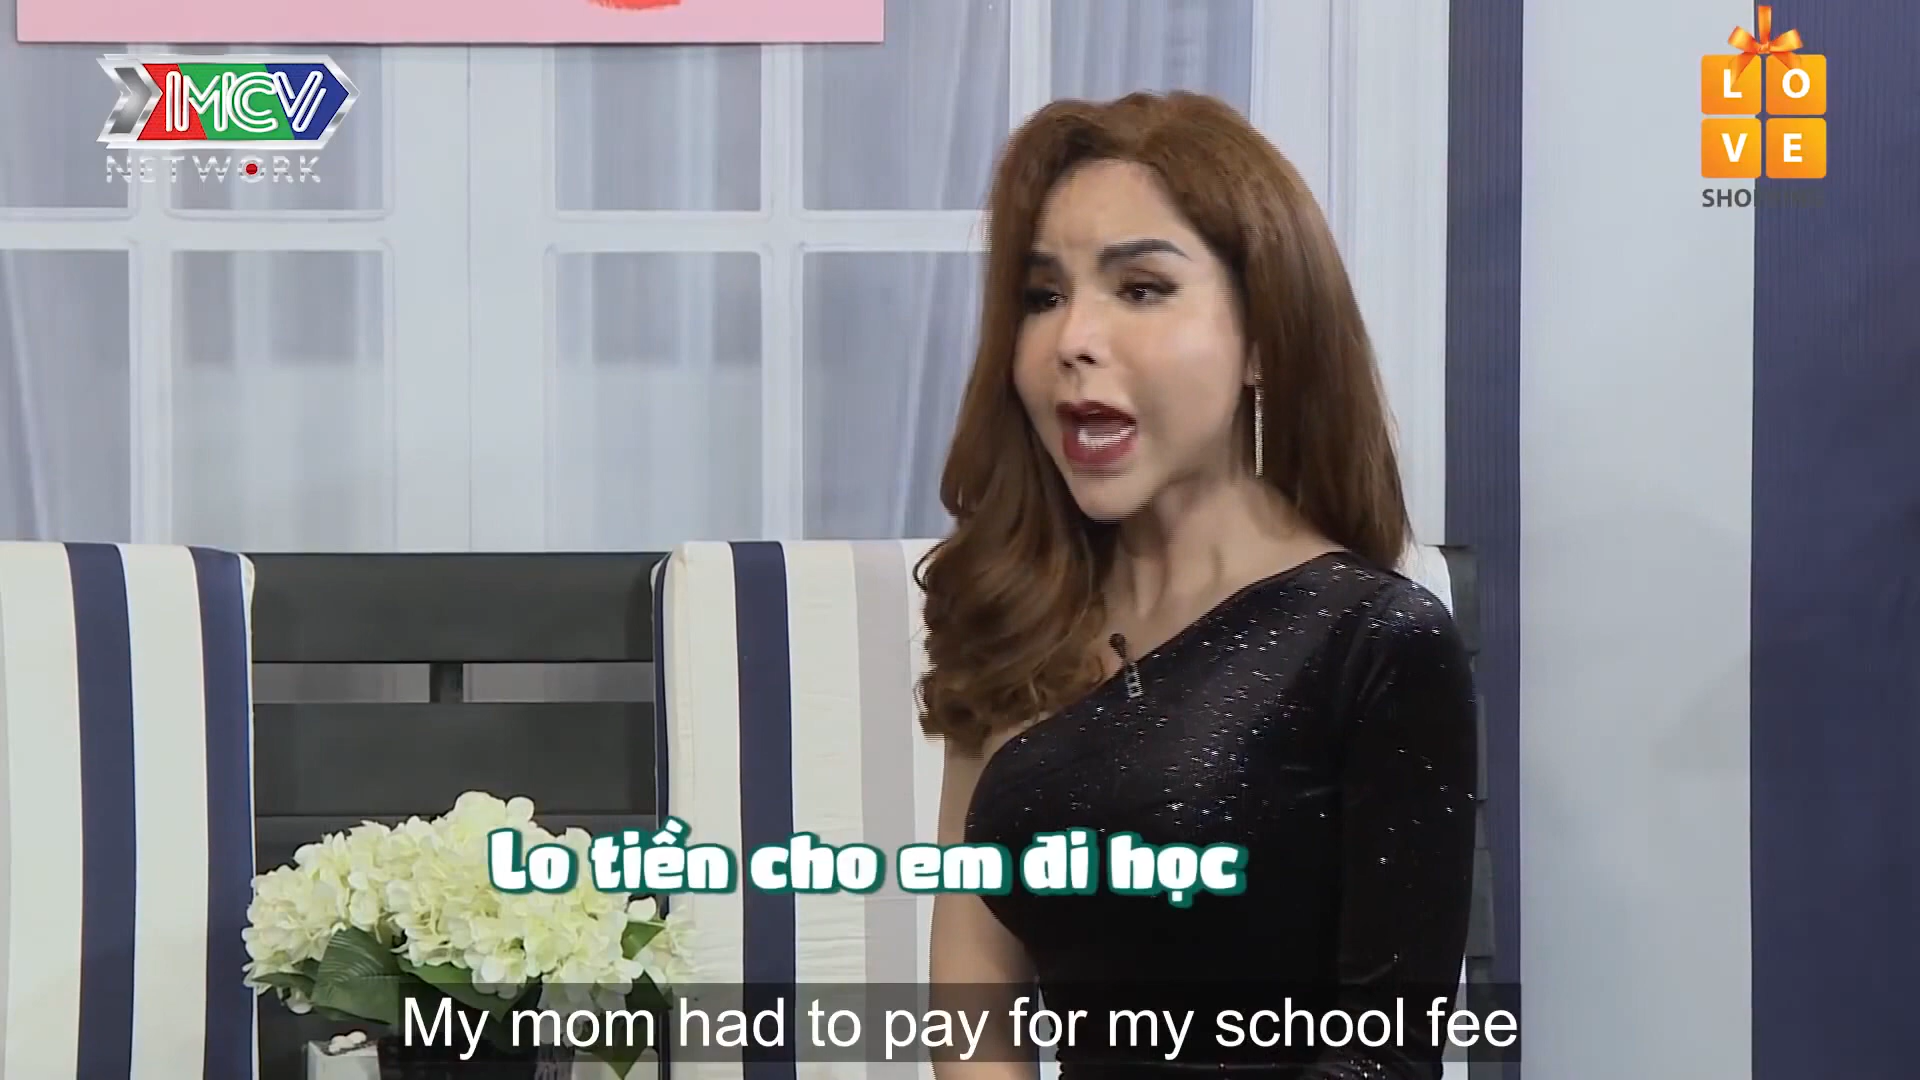 MCV
NETWORK
L O
V E
Lo tiền cho em đi học
My mom had to pay for my school fee